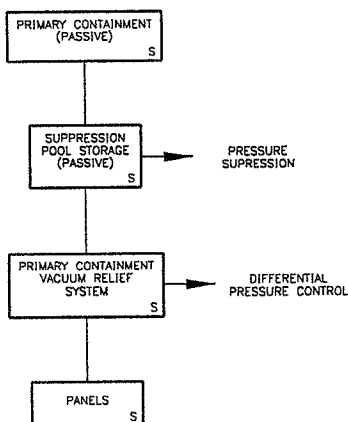 PRIMARY CONTAINMENT
(PASSIVE)
S
SUPPRESSION
POOL STORAGE
(PASSIVE)
S
PRESSURE
SUPRESSION
PRIMARY CONTAINMENT
VACUUM RELIEF
SYSTEM
S
DIFFERENTIAL
PRESSURE CONTROL
PANELS
S